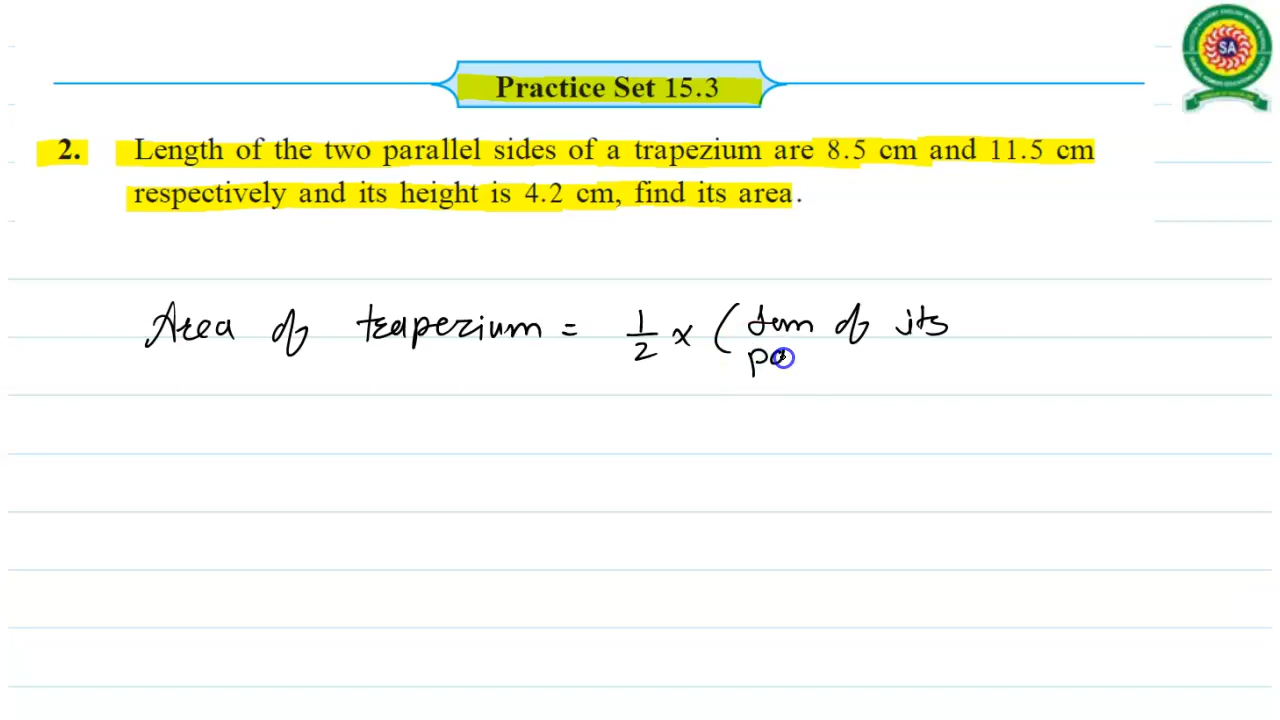 Practice Set 15.3
2. Length of the two parallel sides of a trapezium are 8.5 cm and 11.5 cm
respectively and its height is 4.2 cm, find its area.
Area of trapezium = 1/2 × ( sum of its
pa
SA